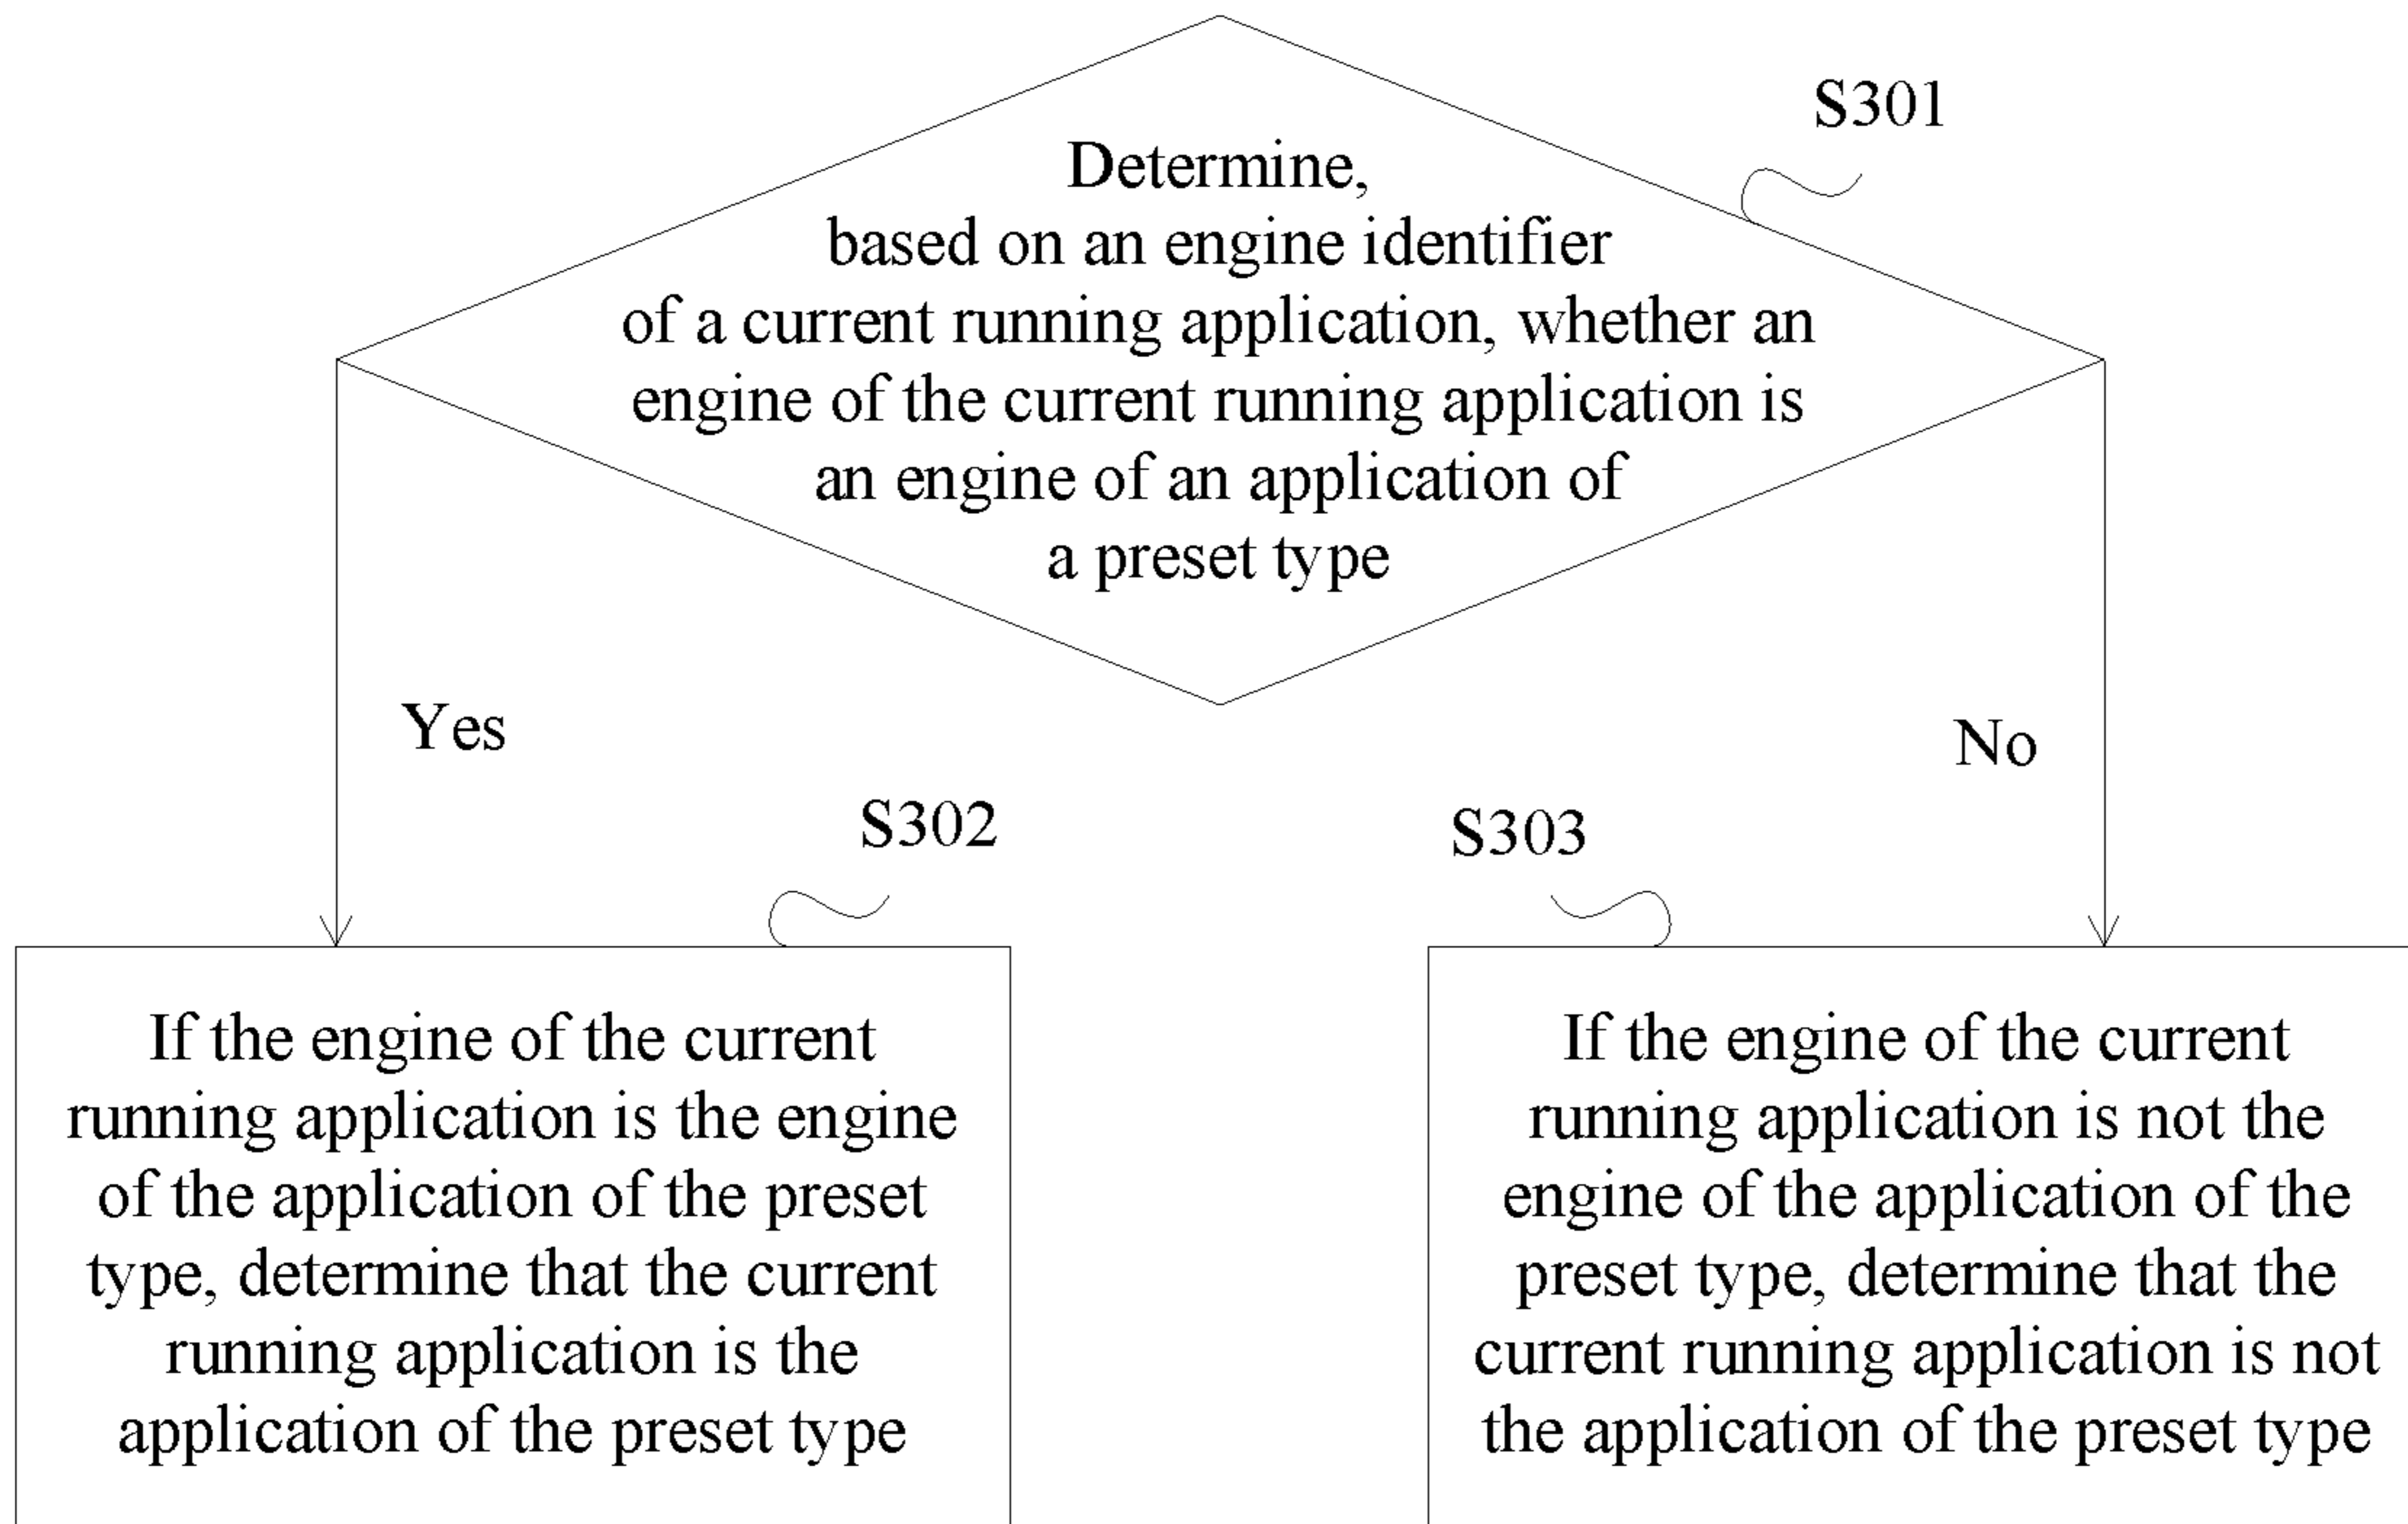 S301
Determine,
based on an engine identifier
of a current running application, whether an
engine of the current running application is
an engine of an application of
a preset type
Yes
No
S302
S303
If the engine of the current
running application is the engine
of the application of the preset
type, determine that the current
running application is the
application of the preset type
If the engine of the current
running application is not the
engine of the application of the
preset type, determine that the
current running application is not
the application of the preset type